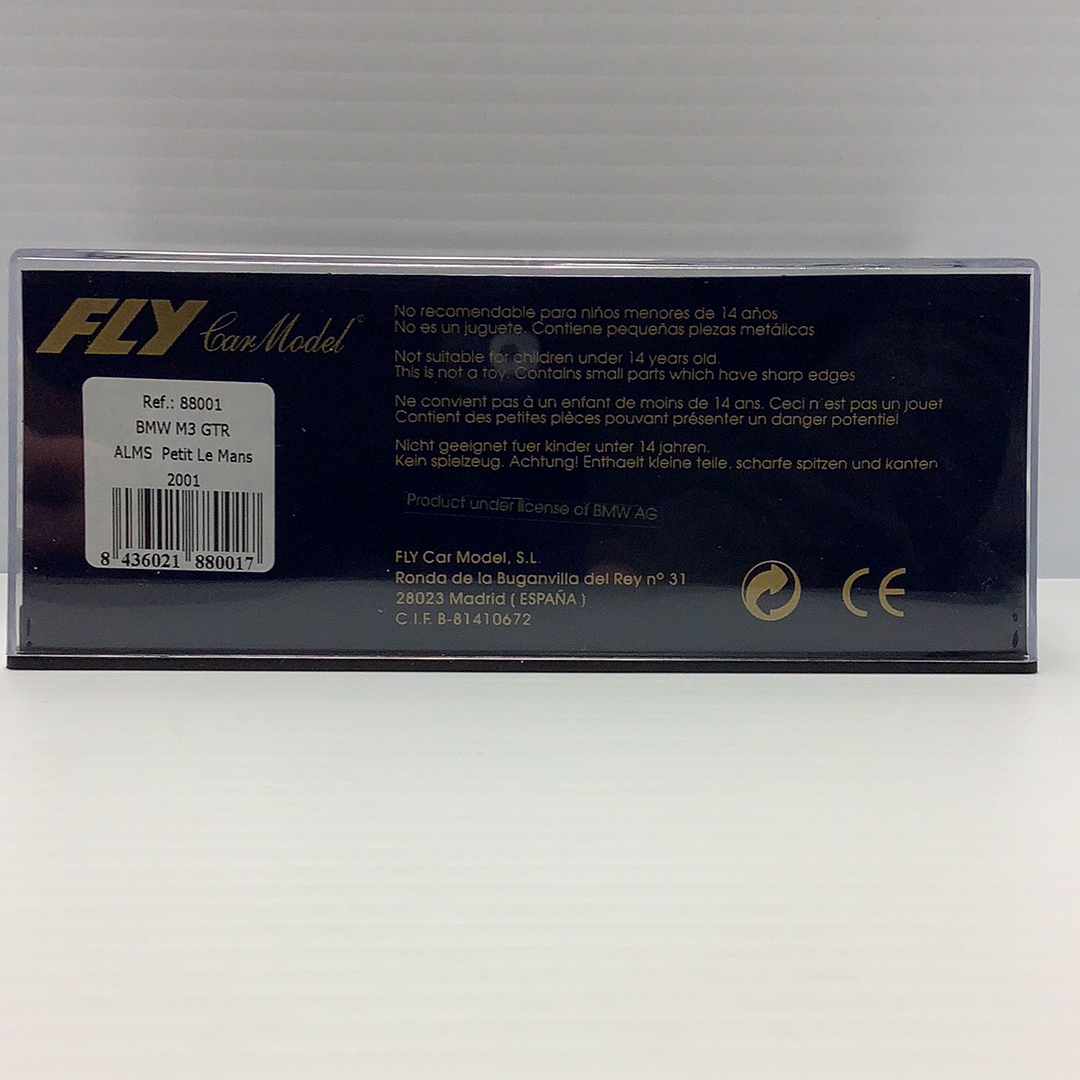 FLY Car Model®
Ref.: 88001
BMW M3 GTR
ALMS Petit Le Mans
2001
8 436021 880017
No recomendable para niños menores de 14 años
No es un juguete. Contiene pequeñas piezas metálicas
Not suitable for children under 14 years old.
This is not a toy. Contains small parts which have sharp edges
Ne convient pas à un enfant de moins de 14 ans. Ceci n'est pas un jouet
Contient des petites pièces pouvant présenter un danger potentiel
Nicht geeignet fuer kinder unter 14 jahren.
Kein spielzeug. Achtung! Enthaelt kleine teile, scharfe spitzen und kanten
Product under license of BMW AG
FLY Car Model, S.L.
Ronda de la Buganvilla del Rey nº 31
28023 Madrid ( ESPAÑA )
C.I.F. B-81410672
CE